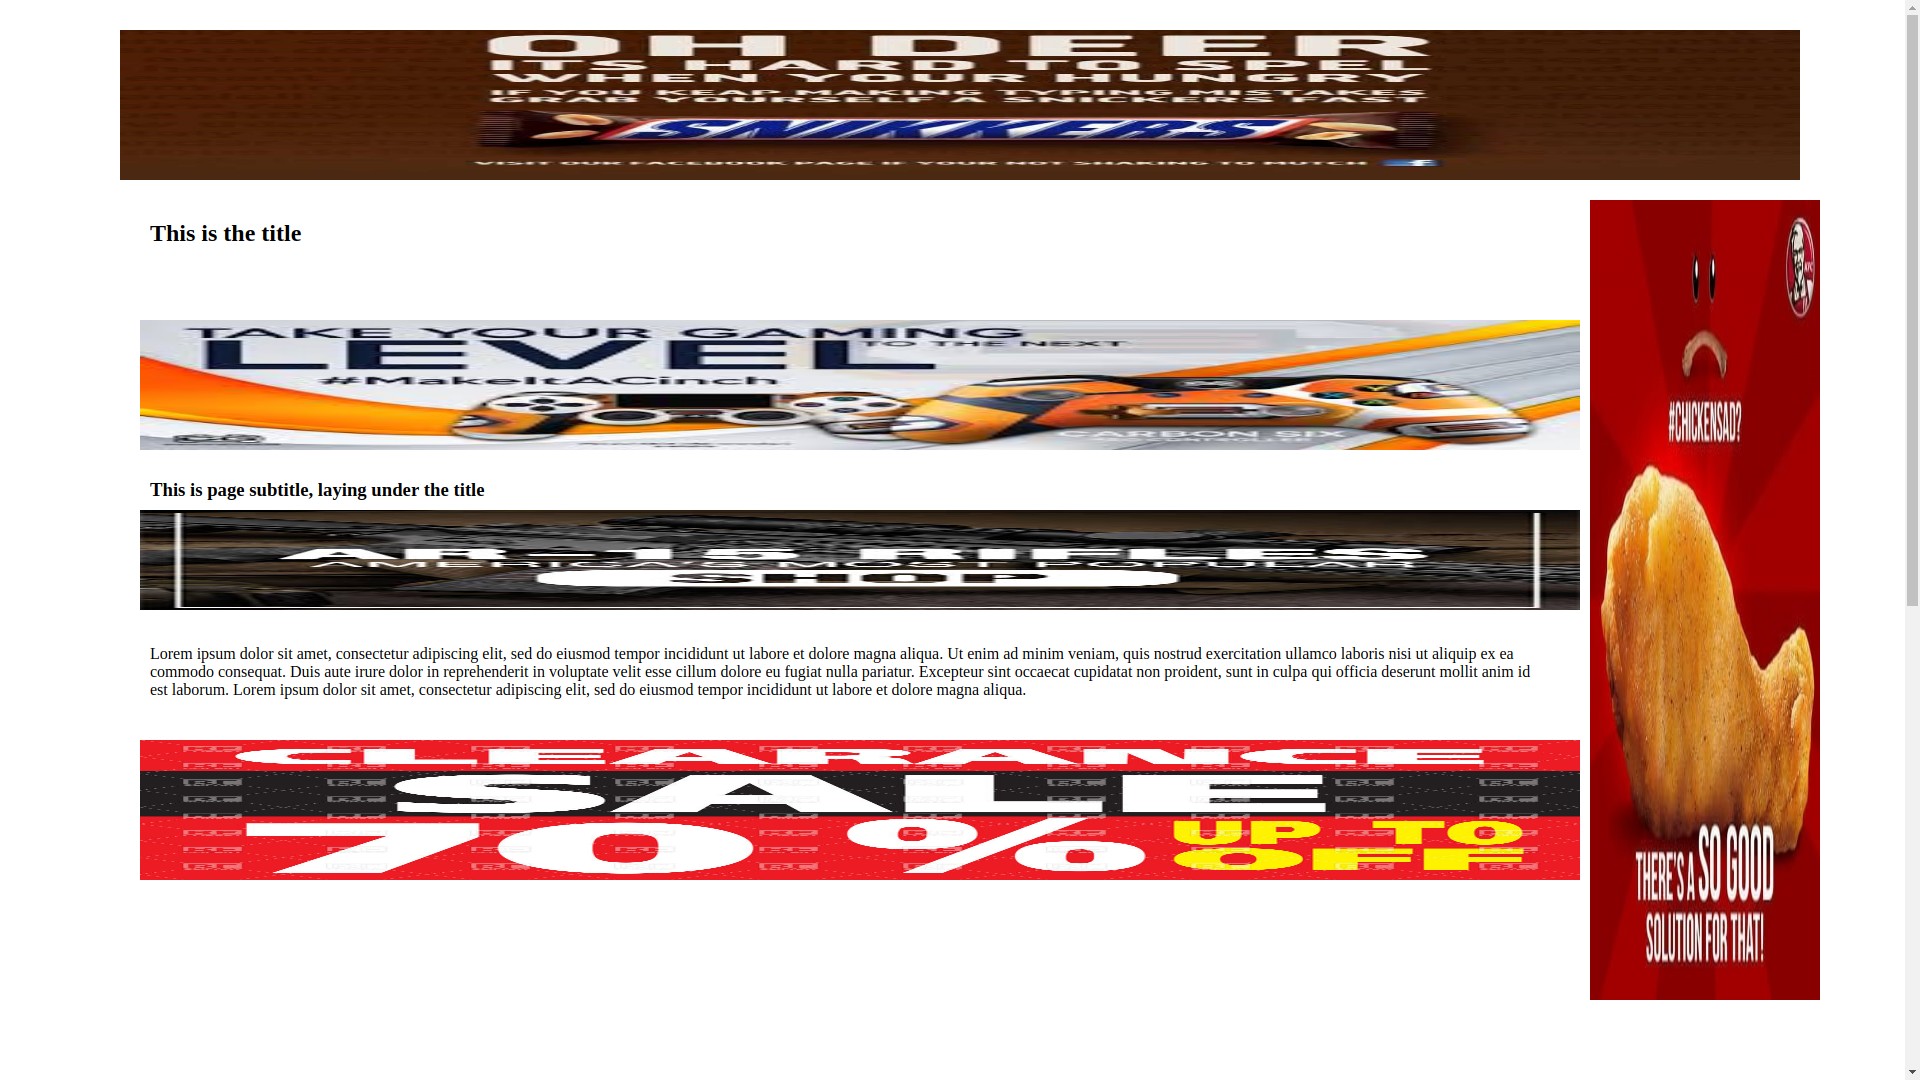 OH DEER
ITS HARD TO SPEL
WHEN YOUR HUNGRY
IF YOU KEAP MAKING TYPING MISTAKES
GRAB YOURSELF A SNICKERS FAST
SNIKKERS
VISIT OUR FACEBOOK PAGE IF YOUR NOT SHAKING TO MUTCH
This is the title
TAKE YOUR GAMING
LEVEL TO THE NEXT
#MakeItACinch
CARBON SIX
This is page subtitle, laying under the title
AR-15 RIFLES
AMERICA'S MOST POPULAR
SHOP
Lorem ipsum dolor sit amet, consectetur adipiscing elit, sed do eiusmod tempor incididunt ut labore et dolore magna aliqua. Ut enim ad minim veniam, quis nostrud exercitation ullamco laboris nisi ut aliquip ex ea
commodo consequat. Duis aute irure dolor in reprehenderit in voluptate velit esse cillum dolore eu fugiat nulla pariatur. Excepteur sint occaecat cupidatat non proident, sunt in culpa qui officia deserunt mollit anim id
est laborum. Lorem ipsum dolor sit amet, consectetur adipiscing elit, sed do eiusmod tempor incididunt ut labore et dolore magna aliqua.
CLEARANCE
SALE
70% UP TO
OFF
KFC
#CHICKENSAD?
THERE'S A SO GOOD
SOLUTION FOR THAT!